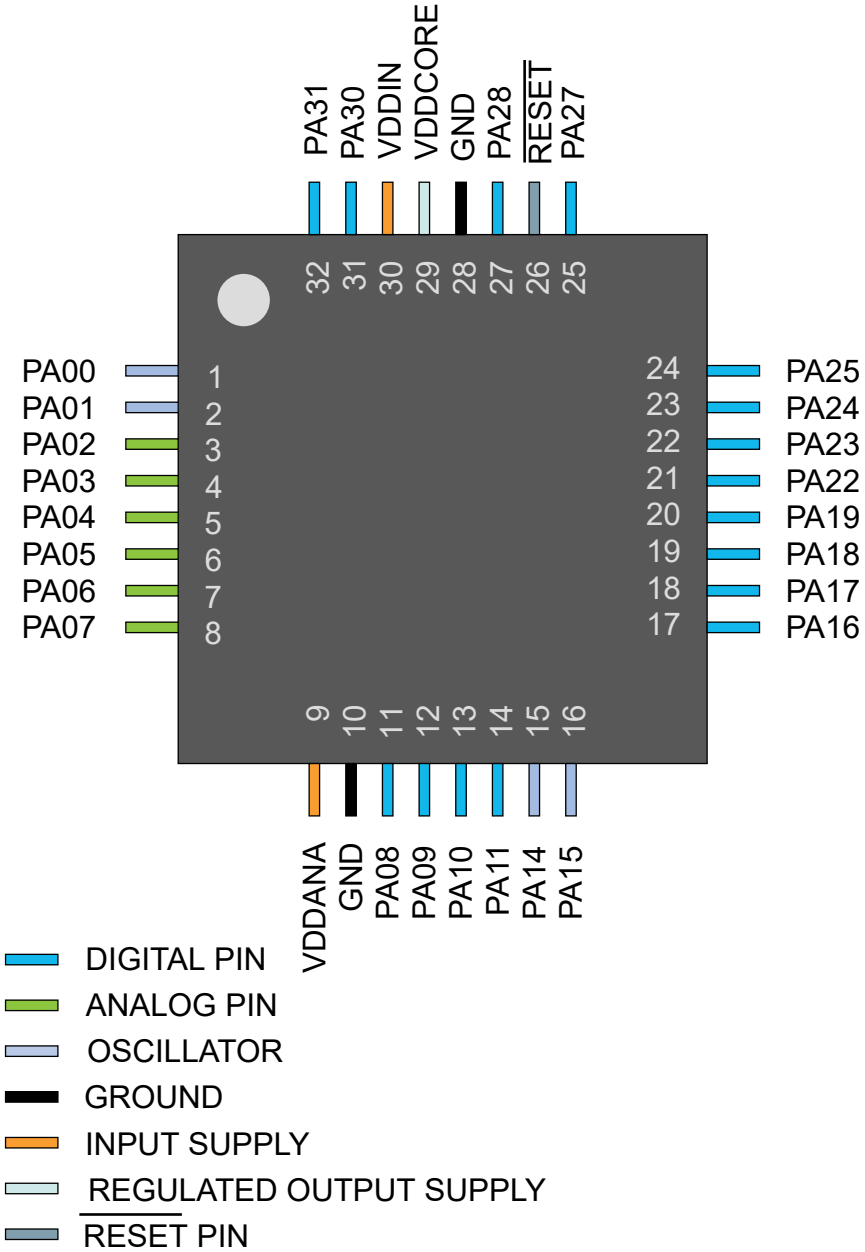 PA31 PA30 VDDIN VDDCORE GND PA28 RESET PA27
32 31 30 29 28 27 26 25
PA00 1 24 PA25
PA01 2 23 PA24
PA02 3 22 PA23
PA03 4 21 PA22
PA04 5 20 PA19
PA05 6 19 PA18
PA06 7 18 PA17
PA07 8 17 PA16
9 10 11 12 13 14 15 16
VDDANA GND PA08 PA09 PA10 PA11 PA14 PA15
DIGITAL PIN
ANALOG PIN
OSCILLATOR
GROUND
INPUT SUPPLY
REGULATED OUTPUT SUPPLY
RESET PIN